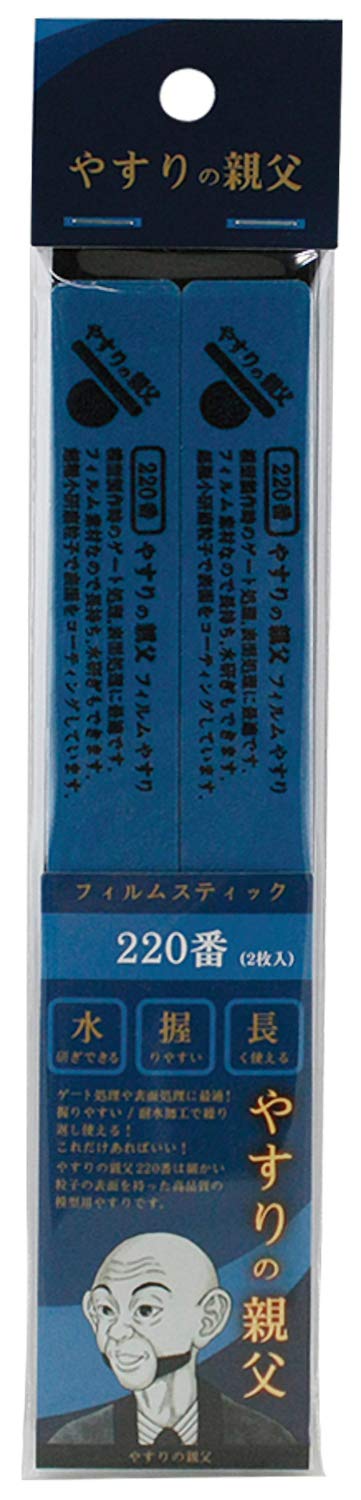 やすりの親父
やすりの親父
220番
やすりの親父 フィルムやすり
模型製作時のゲート処理、表面処理に最適です。
フィルム素材なので長持ち、水研ぎもできます。
やすりの親父
220番
やすりの親父 フィルムやすり
模型製作時のゲート処理、表面処理に最適です。
フィルム素材なので長持ち、水研ぎもできます。
フィルムスティック
220番 (2枚入)
水
研ぎできる
握
りやすい
長
く使える
ゲート処理や表面処理に最適!
握りやすい/耐水加工で繰り
返し使える!
これだけあればいい!
やすりの親父220番は細かい
粒子の表面を持った高品質の
模型用やすりです。
やすりの親父
やすりの親父